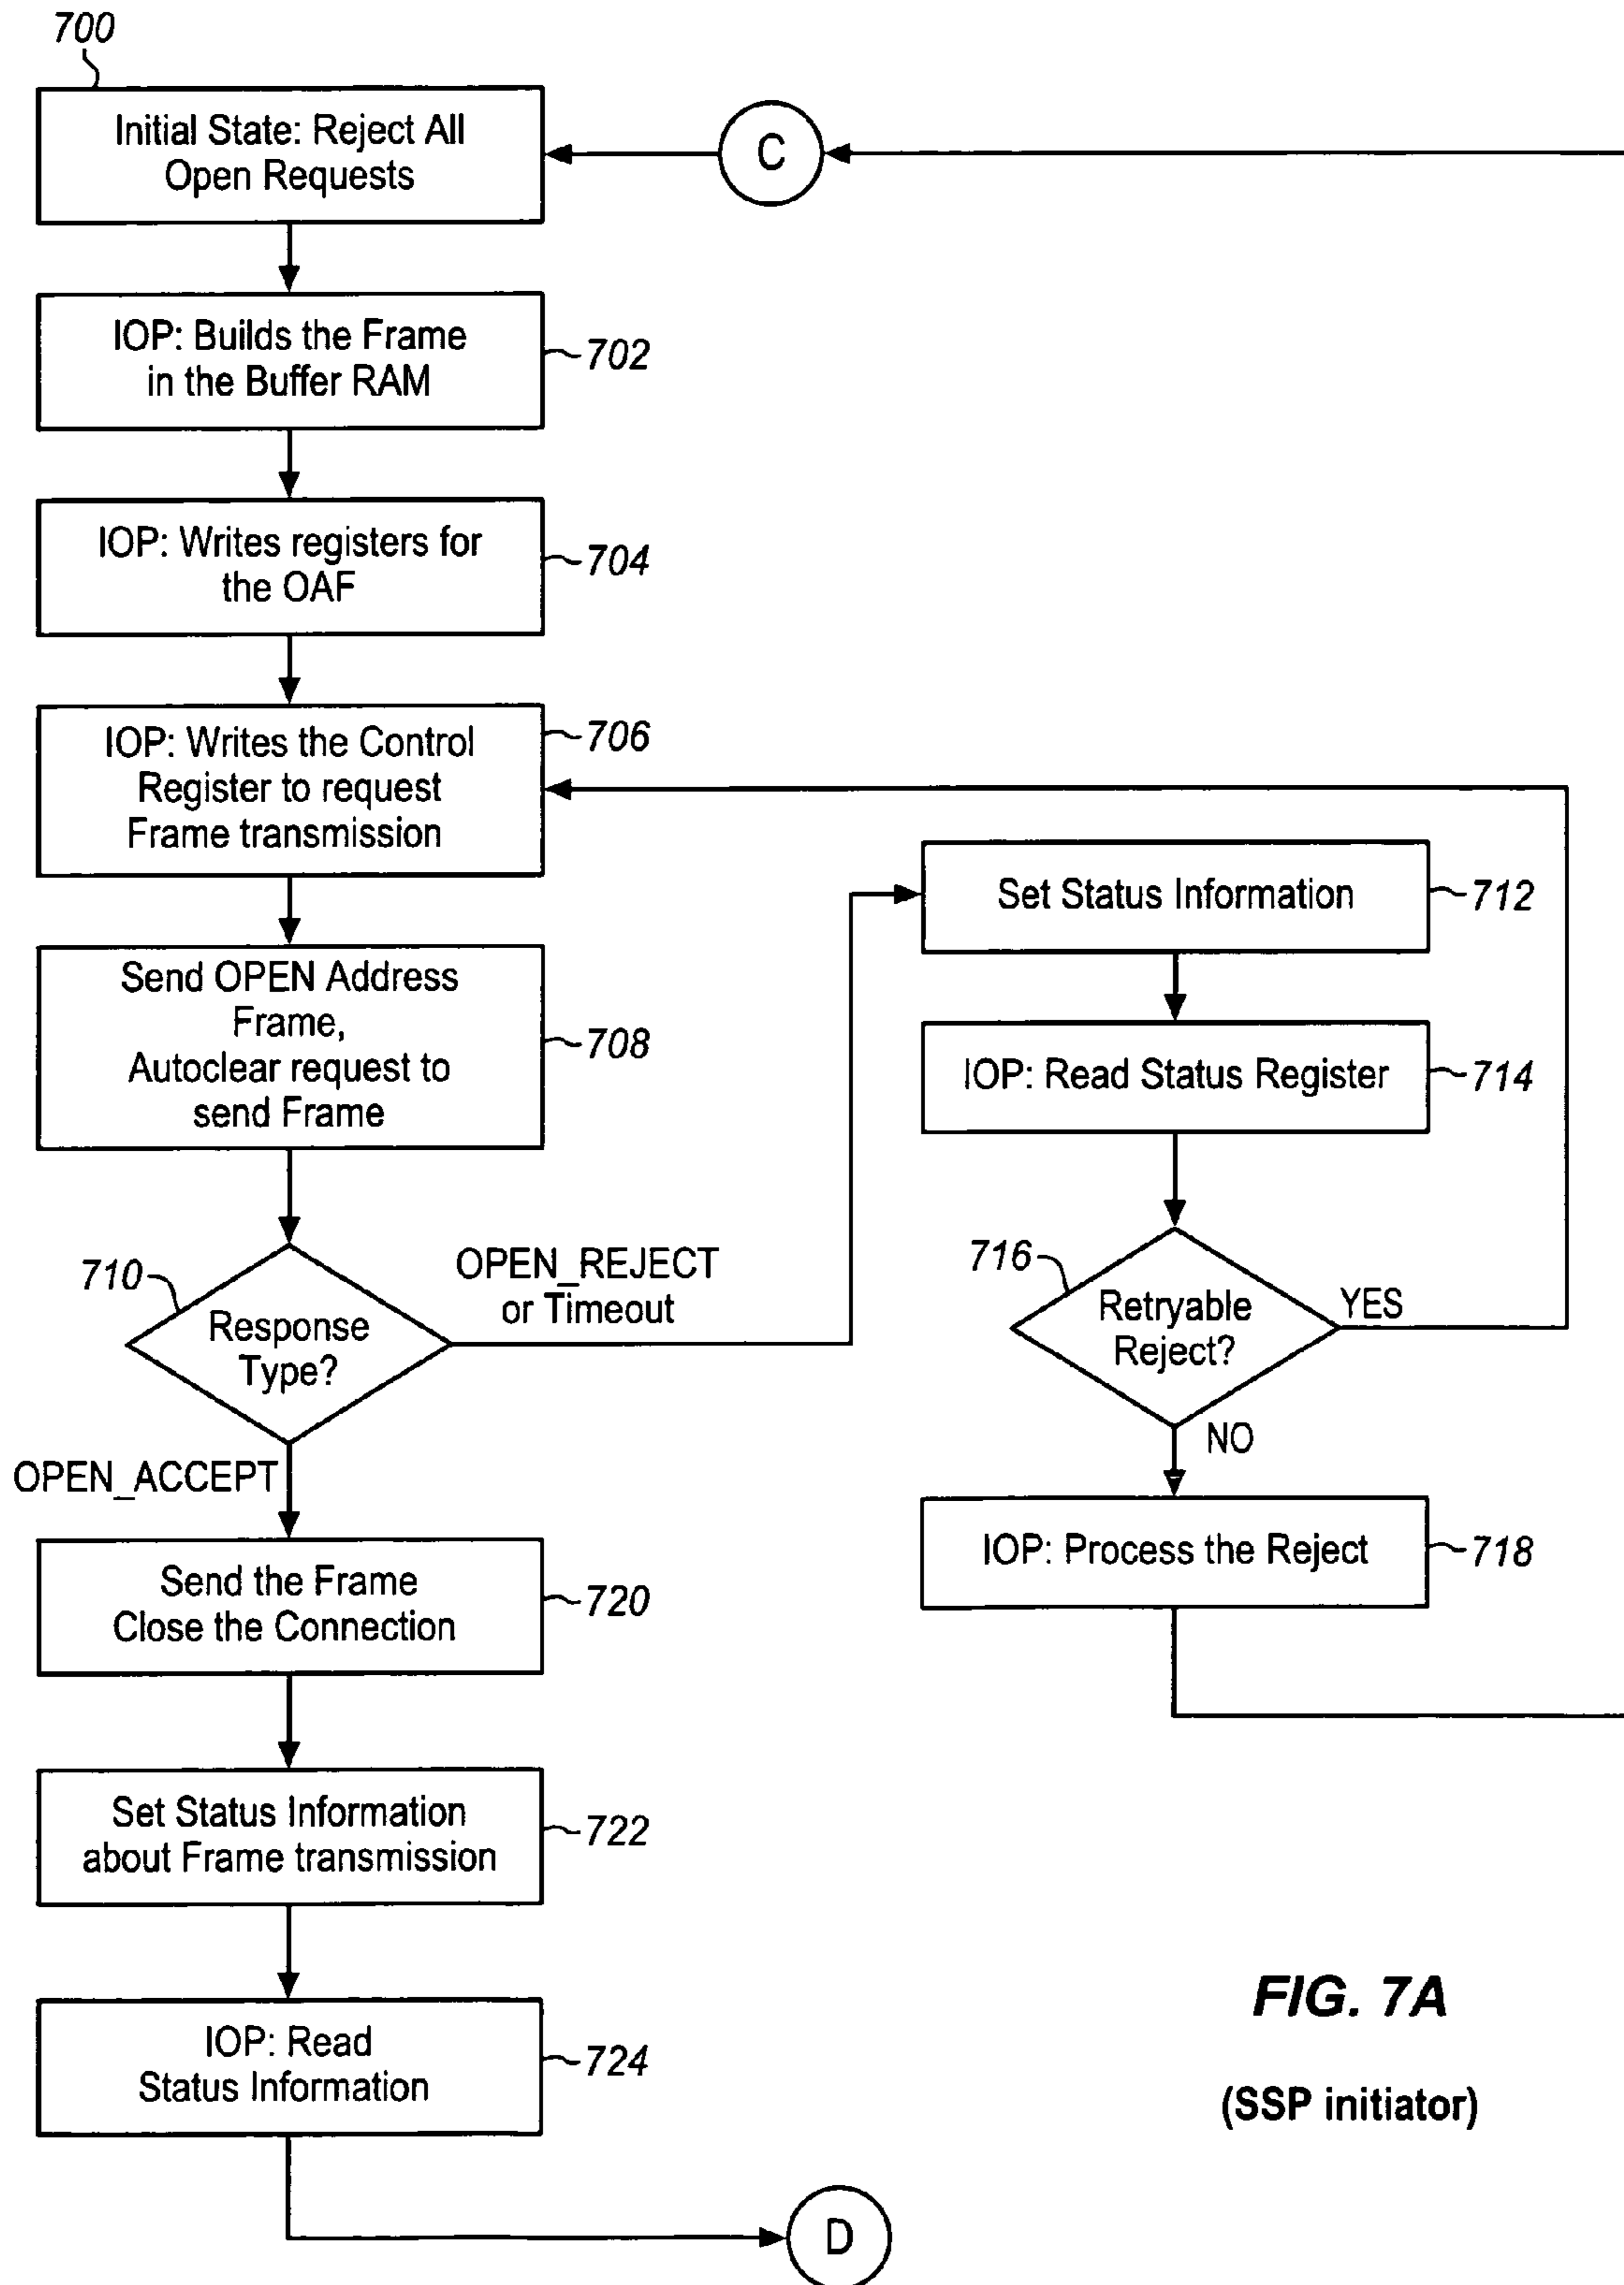 700
Initial State: Reject All
Open Requests
C
IOP: Builds the Frame
in the Buffer RAM
702
IOP: Writes registers for
the OAF
704
IOP: Writes the Control
Register to request
Frame transmission
706
Send OPEN Address
Frame,
Autoclear request to
send Frame
708
710
Response
Type?
OPEN_REJECT
or Timeout
OPEN_ACCEPT
Set Status Information
712
IOP: Read Status Register
714
716
Retryable
Reject?
YES
NO
IOP: Process the Reject
718
Send the Frame
Close the Connection
720
Set Status Information
about Frame transmission
722
IOP: Read
Status Information
724
D
FIG. 7A
(SSP initiator)